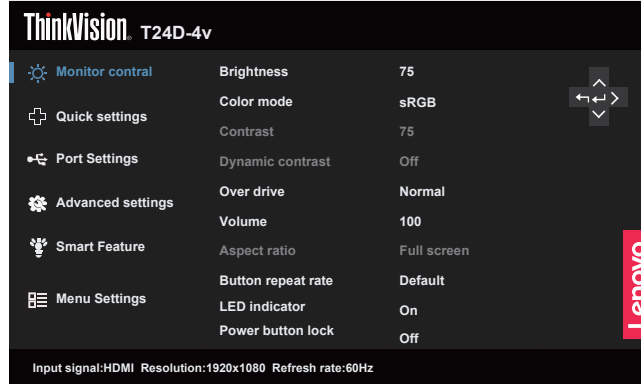 ThinkVision. T24D-4v
Monitor contral
Quick settings
Port Settings
Advanced settings
Smart Feature
Menu Settings
Brightness 75
Color mode sRGB
Contrast 75
Dynamic contrast Off
Over drive Normal
Volume 100
Aspect ratio Full screen
Button repeat rate Default
LED indicator On
Power button lock Off
Lenovo
Input signal:HDMI Resolution:1920x1080 Refresh rate:60Hz